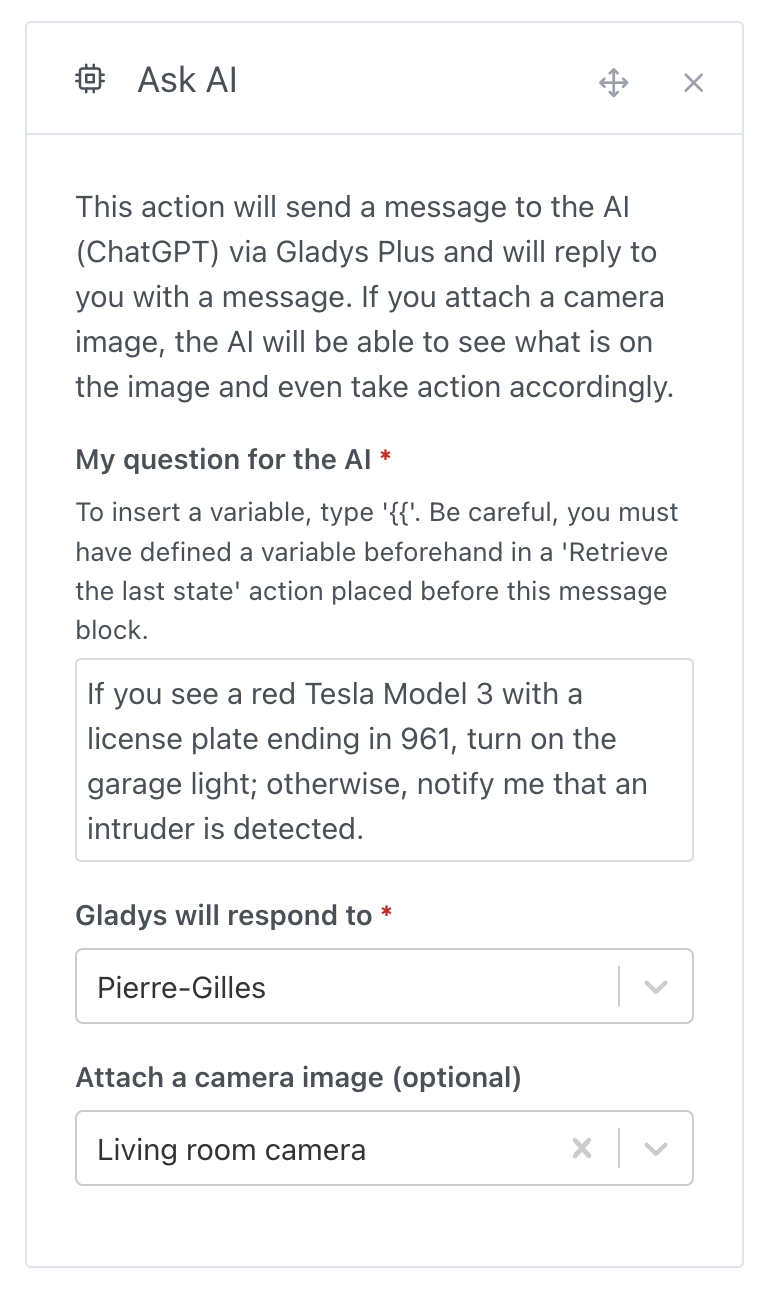 Ask AI
This action will send a message to the AI
(ChatGPT) via Gladys Plus and will reply to
you with a message. If you attach a camera
image, the AI will be able to see what is on
the image and even take action accordingly.
My question for the AI *
To insert a variable, type '{{'. Be careful, you must
have defined a variable beforehand in a 'Retrieve
the last state' action placed before this message
block.
If you see a red Tesla Model 3 with a
license plate ending in 961, turn on the
garage light; otherwise, notify me that an
intruder is detected.
Gladys will respond to *
Pierre-Gilles
Attach a camera image (optional)
Living room camera